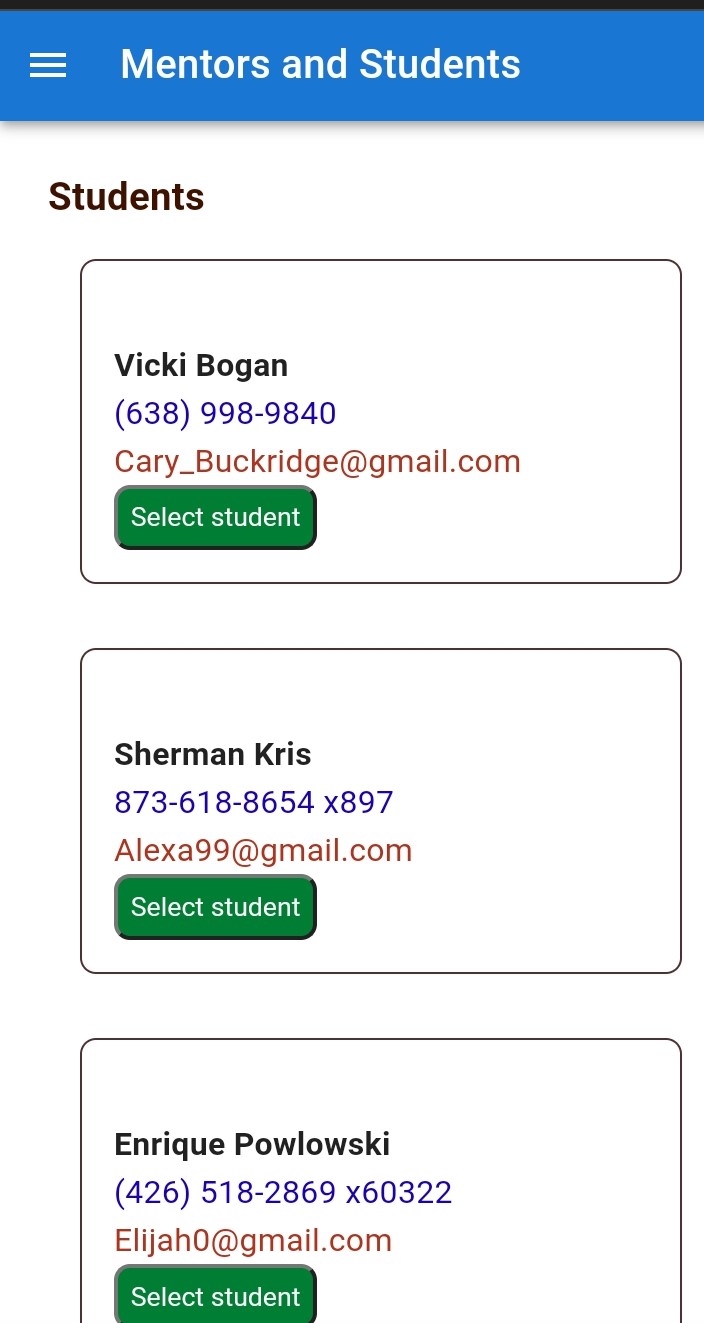 Mentors and Students
Students
Vicki Bogan
(638) 998-9840
Cary_Buckridge@gmail.com
Select student
Sherman Kris
873-618-8654 x897
Alexa99@gmail.com
Select student
Enrique Powlowski
(426) 518-2869 x60322
Elijah0@gmail.com
Select student